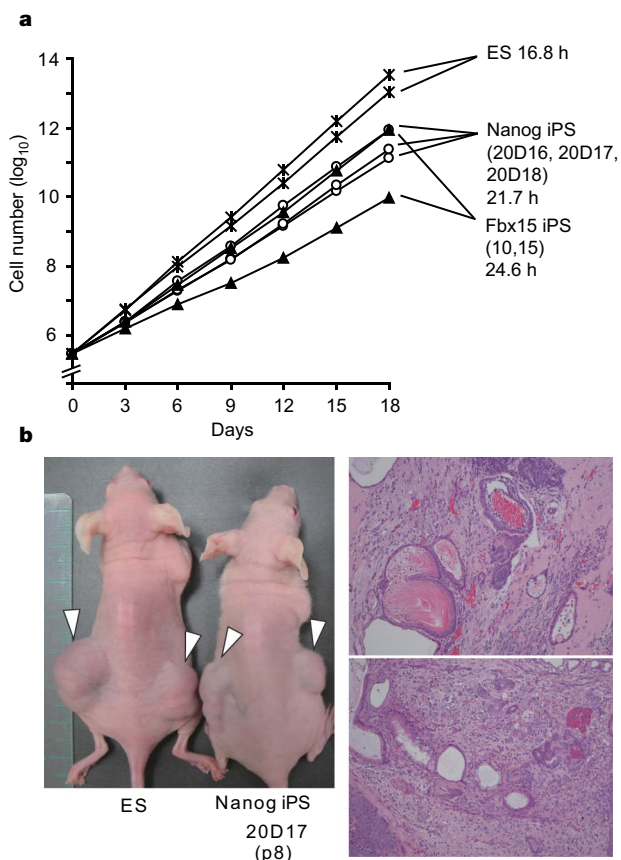 a
Cell number (log10)
14
12
10
8
6
0 3 6 9 12 15 18
Days
ES 16.8 h
Nanog iPS
(20D16, 20D17,
20D18)
21.7 h
Fbx15 iPS
(10,15)
24.6 h
b
ES
Nanog iPS
20D17
(p8)